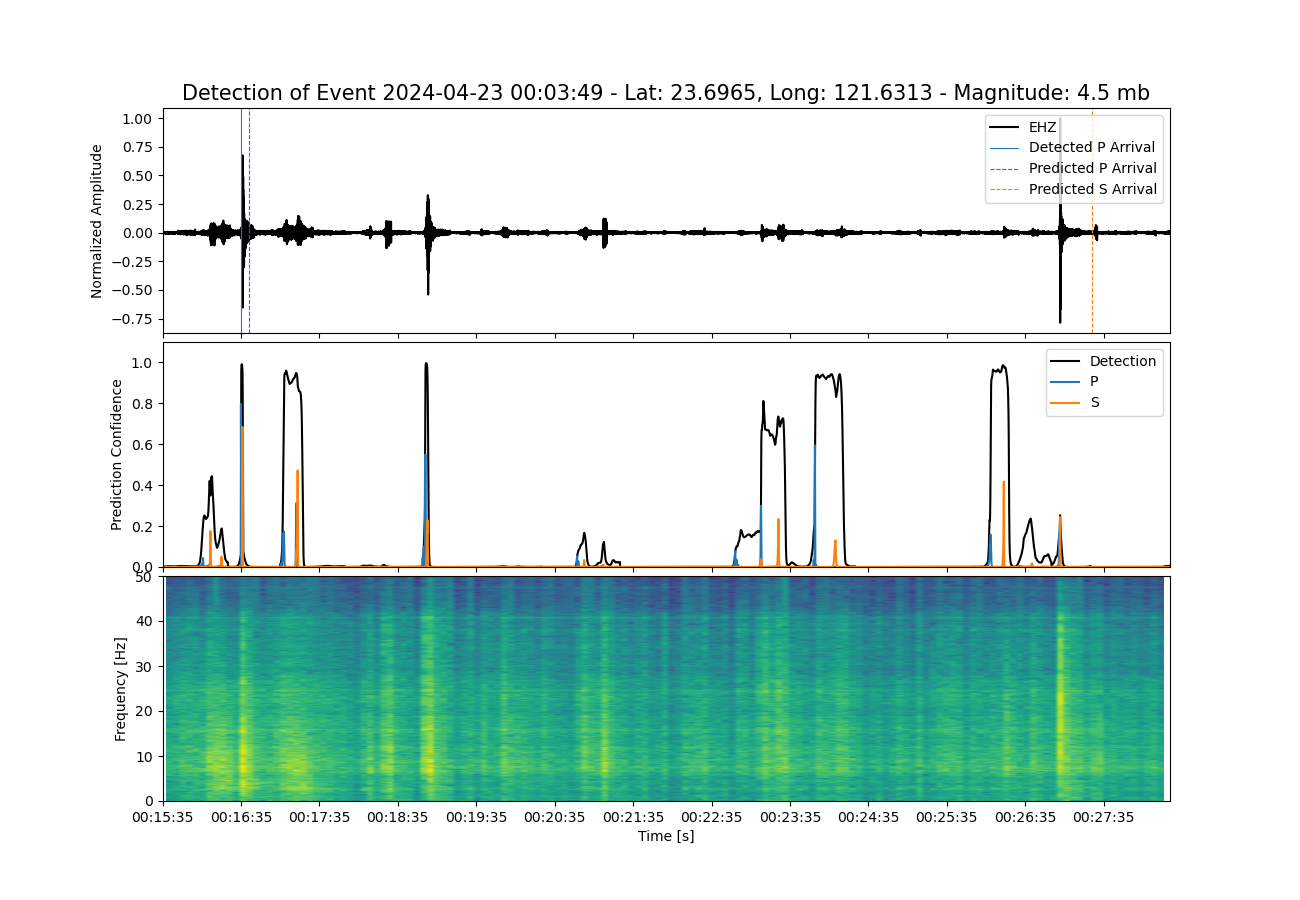 Detection of Event 2024-04-23 00:03:49 - Lat: 23.6965, Long: 121.6313 - Magnitude: 4.5 mb
Normalized Amplitude
1.00
0.75
0.50
0.25
0.00
−0.25
−0.50
−0.75
EHZ
Detected P Arrival
Predicted P Arrival
Predicted S Arrival
Prediction Confidence
1.0
0.8
0.6
0.4
0.2
0.0
Detection
P
S
Frequency [Hz]
50
40
30
20
10
0
00:15:35 00:16:35 00:17:35 00:18:35 00:19:35 00:20:35 00:21:35 00:22:35 00:23:35 00:24:35 00:25:35 00:26:35 00:27:35
Time [s]